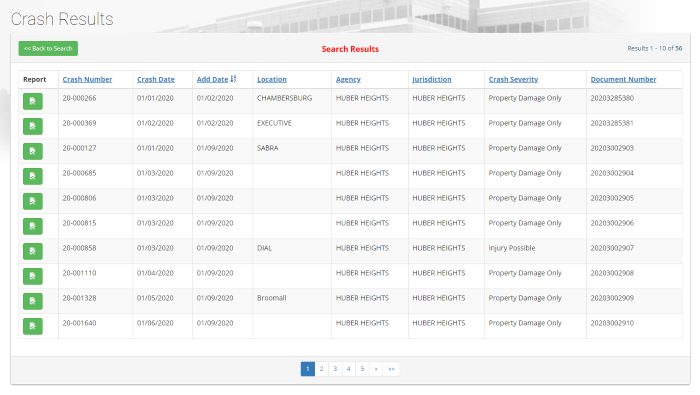 Crash Results
<< Back to Search Search Results Results 1 - 10 of 56
Report Crash Number Crash Date Add Date Location Agency Jurisdiction Crash Severity Document Number
20-000266 01/01/2020 01/02/2020 CHAMBERSBURG HUBER HEIGHTS HUBER HEIGHTS Property Damage Only 20203285380
20-000369 01/02/2020 01/02/2020 EXECUTIVE HUBER HEIGHTS HUBER HEIGHTS Property Damage Only 20203285381
20-000127 01/01/2020 01/09/2020 SABRA HUBER HEIGHTS HUBER HEIGHTS Property Damage Only 20203002903
20-000685 01/03/2020 01/09/2020 HUBER HEIGHTS HUBER HEIGHTS Property Damage Only 20203002904
20-000806 01/03/2020 01/09/2020 HUBER HEIGHTS HUBER HEIGHTS Property Damage Only 20203002905
20-000815 01/03/2020 01/09/2020 HUBER HEIGHTS HUBER HEIGHTS Property Damage Only 20203002906
20-000858 01/03/2020 01/09/2020 DIAL HUBER HEIGHTS HUBER HEIGHTS Injury Possible 20203002907
20-001110 01/04/2020 01/09/2020 HUBER HEIGHTS HUBER HEIGHTS Property Damage Only 20203002908
20-001328 01/05/2020 01/09/2020 Broomall HUBER HEIGHTS HUBER HEIGHTS Property Damage Only 20203002909
20-001640 01/06/2020 01/09/2020 HUBER HEIGHTS HUBER HEIGHTS Property Damage Only 20203002910
1 2 3 4 5 > >>